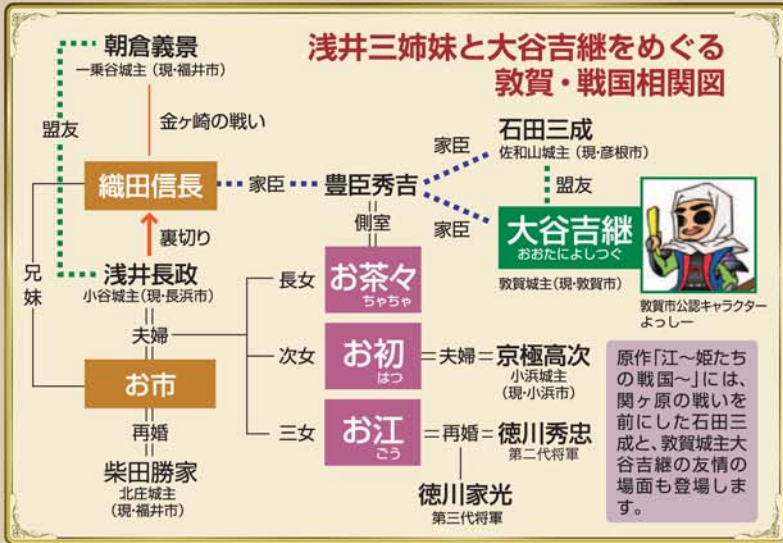 浅井三姉妹と大谷吉継をめぐる
敦賀・戦国相関図
朝倉義景
一乗谷城主（現・福井市）
盟友
金ヶ崎の戦い
織田信長
家臣
豊臣秀吉
家臣
石田三成
佐和山城主（現・彦根市）
盟友
家臣
大谷吉継
おおたによしつぐ
敦賀城主（現・敦賀市）
敦賀市公認キャラクター
よっしー
裏切り
兄妹
浅井長政
小谷城主（現・長浜市）
夫婦
お市
再婚
柴田勝家
北庄城主
（現・福井市）
側室
長女
お茶々
ちゃちゃ
次女
お初
はつ
夫婦
京極高次
小浜城主
（現・小浜市）
三女
お江
ごう
再婚
徳川秀忠
第二代将軍
徳川家光
第三代将軍
原作「江〜姫たち
の戦国〜」には、
関ヶ原の戦いを
前にした石田三
成と、敦賀城主大
谷吉継の友情の
場面も登場しま
す。